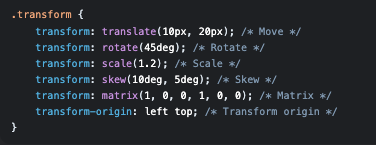 .transform {
    transform: translate(10px, 20px); /* Move */
    transform: rotate(45deg); /* Rotate */
    transform: scale(1.2); /* Scale */
    transform: skew(10deg, 5deg); /* Skew */
    transform: matrix(1, 0, 0, 1, 0, 0); /* Matrix */
    transform-origin: left top; /* Transform origin */
}